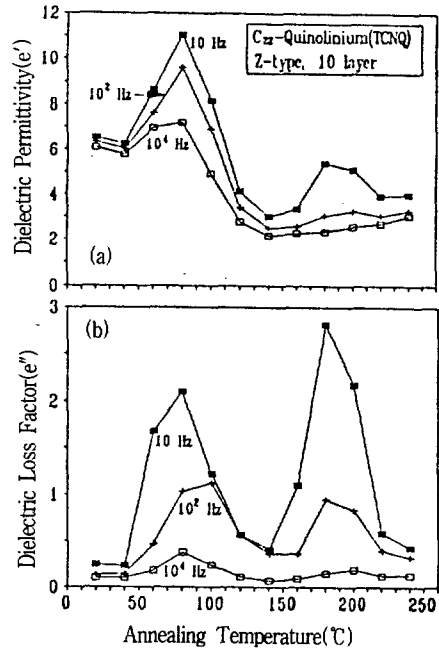 12
10
8
6
4
2
0
Dielectric Permittivity(e')
10 Hz
10² Hz
10⁴ Hz
C₂₂-Quinolinium(TCNQ)
Z-type, 10 layer
(a)
3
2
1
0
Dielectric Loss Factor(e")
(b)
10 Hz
10² Hz
10⁴ Hz
0 50 100 150 200 250
Annealing Temperature(℃)